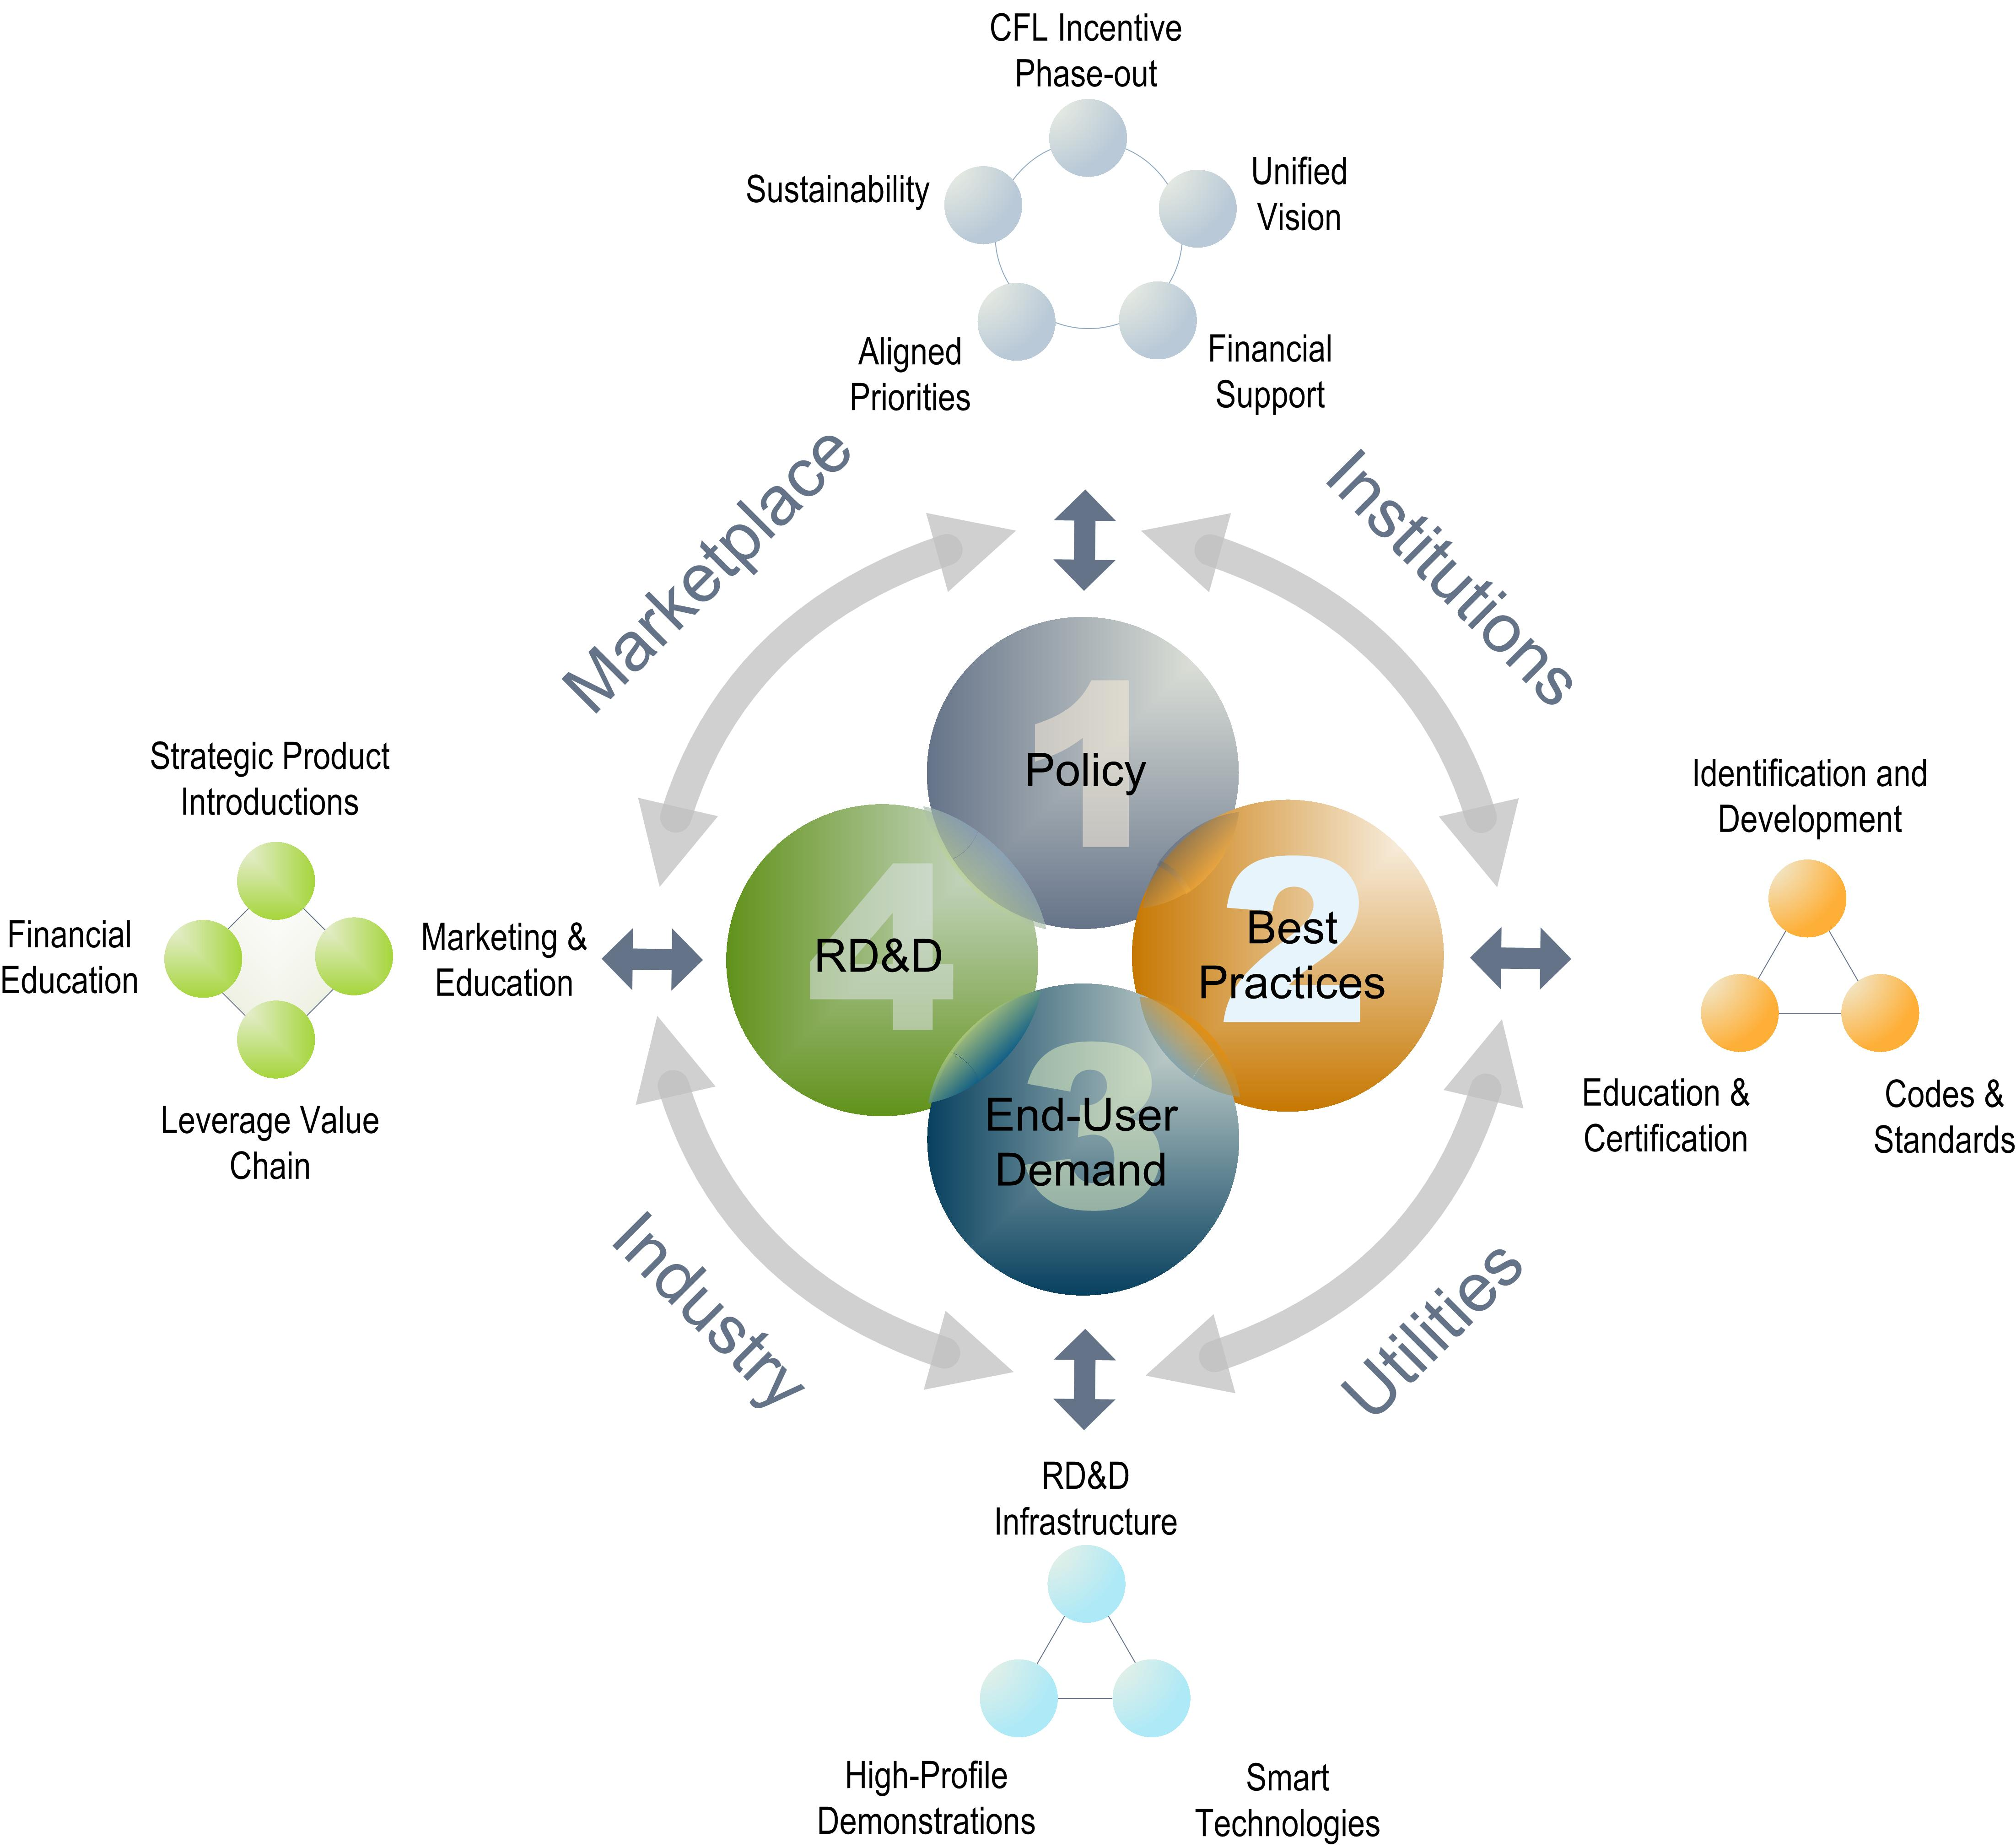 CFL Incentive
Phase-out
Sustainability
Unified
Vision
Aligned
Priorities
Financial
Support
Marketplace
Institutions
1
Policy
Strategic Product
Introductions
Financial
Education
Marketing &
Education
Leverage Value
Chain
4
RD&D
2
Best
Practices
Identification and
Development
Education &
Certification
Codes &
Standards
3
End-User
Demand
Industry
Utilities
RD&D
Infrastructure
High-Profile
Demonstrations
Smart
Technologies